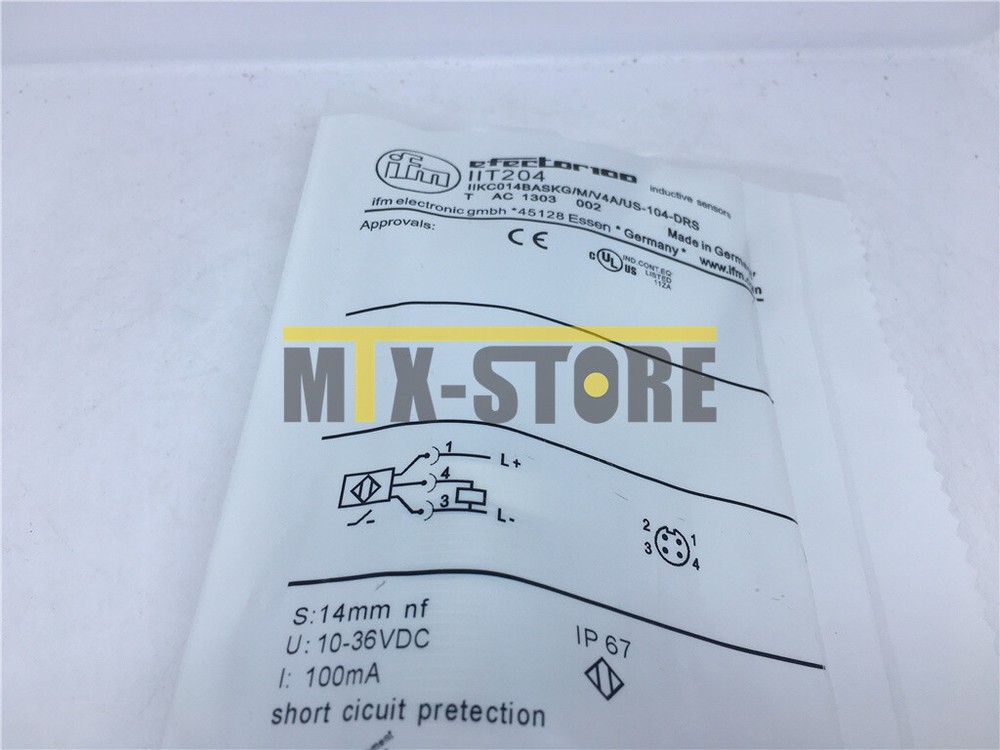 ifm efector100
IIT204 inductive sensors
IIKC014BASKG/M/V4A/US-104-DRS
T AC 1303 002 Made in Germ
ifm electronic gmbh *45128 Essen * Germany* www.ifm.
Approvals:
CE
c UL US IND.CONT.EQ
LISTED
11ZA
MTX-STORE
1 L+
4
3 L-
2 1
3 4
S:14mm nf
U: 10-36VDC
I: 100mA
short cicuit pretection
IP 67